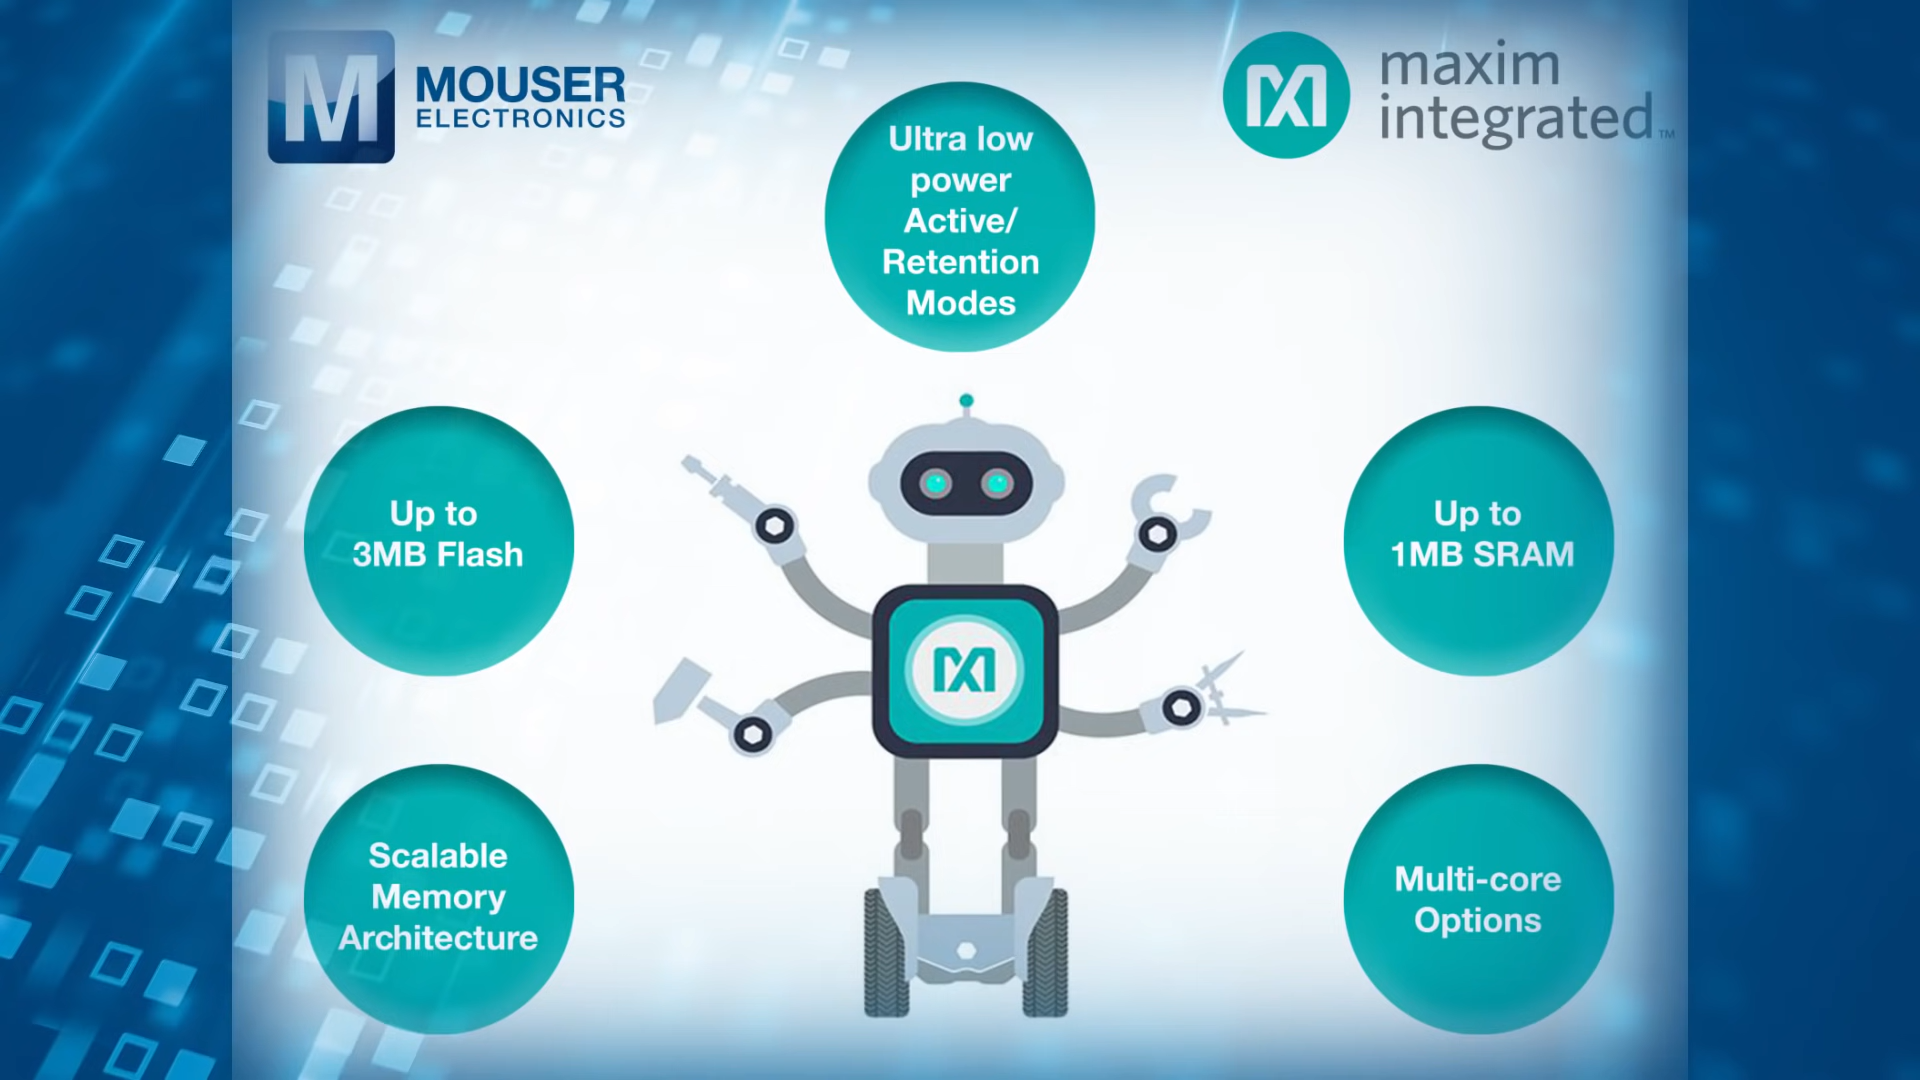 M MOUSER
ELECTRONICS
maxim
integrated™
Ultra low
power
Active/
Retention
Modes
Up to
3MB Flash
Up to
1MB SRAM
Scalable
Memory
Architecture
Multi-core
Options